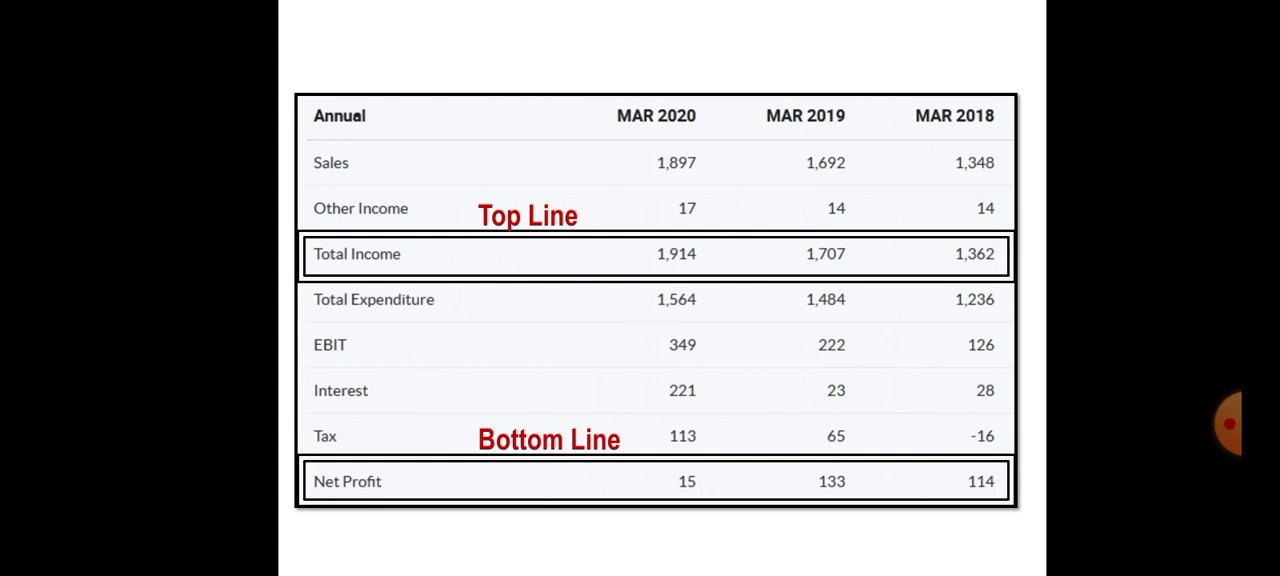 Annual MAR 2020 MAR 2019 MAR 2018
Sales 1,897 1,692 1,348
Other Income 17 14 14
Top Line
Total Income 1,914 1,707 1,362
Total Expenditure 1,564 1,484 1,236
EBIT 349 222 126
Interest 221 23 28
Tax 113 65 -16
Bottom Line
Net Profit 15 133 114